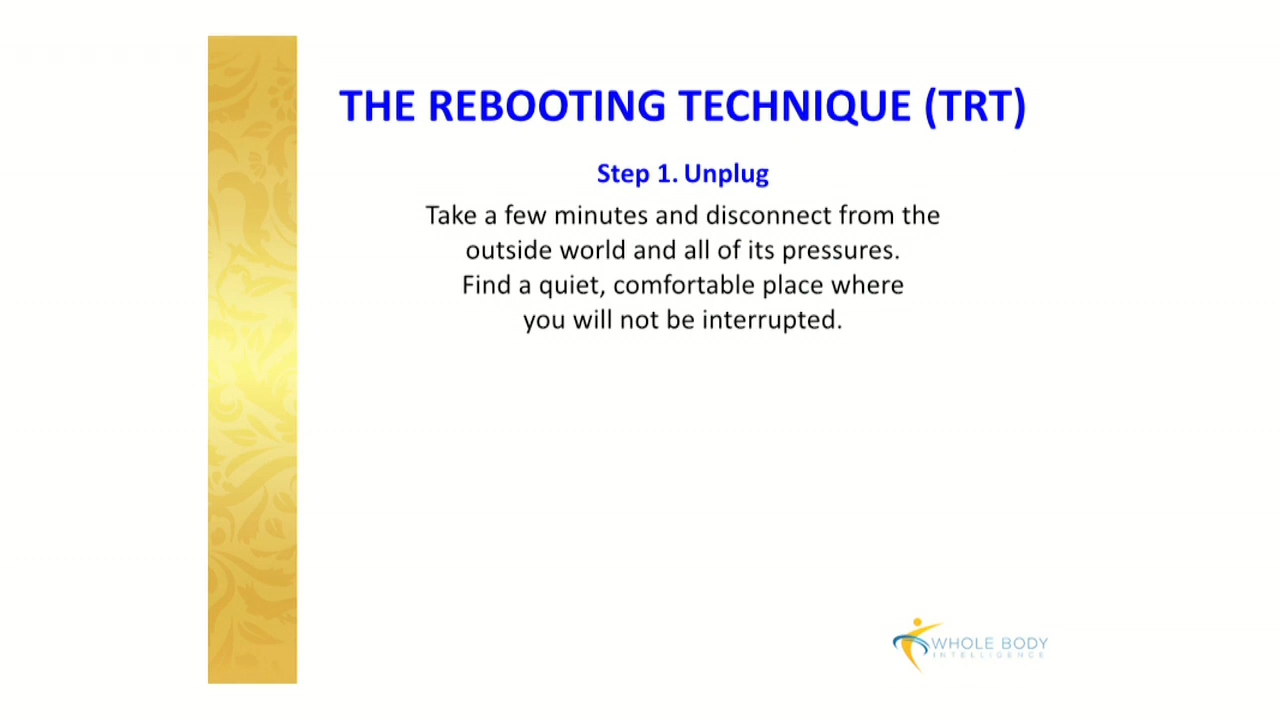 THE REBOOTING TECHNIQUE (TRT)
Step 1. Unplug
Take a few minutes and disconnect from the
outside world and all of its pressures.
Find a quiet, comfortable place where
you will not be interrupted.
WHOLE BODY
INTELLIGENCE